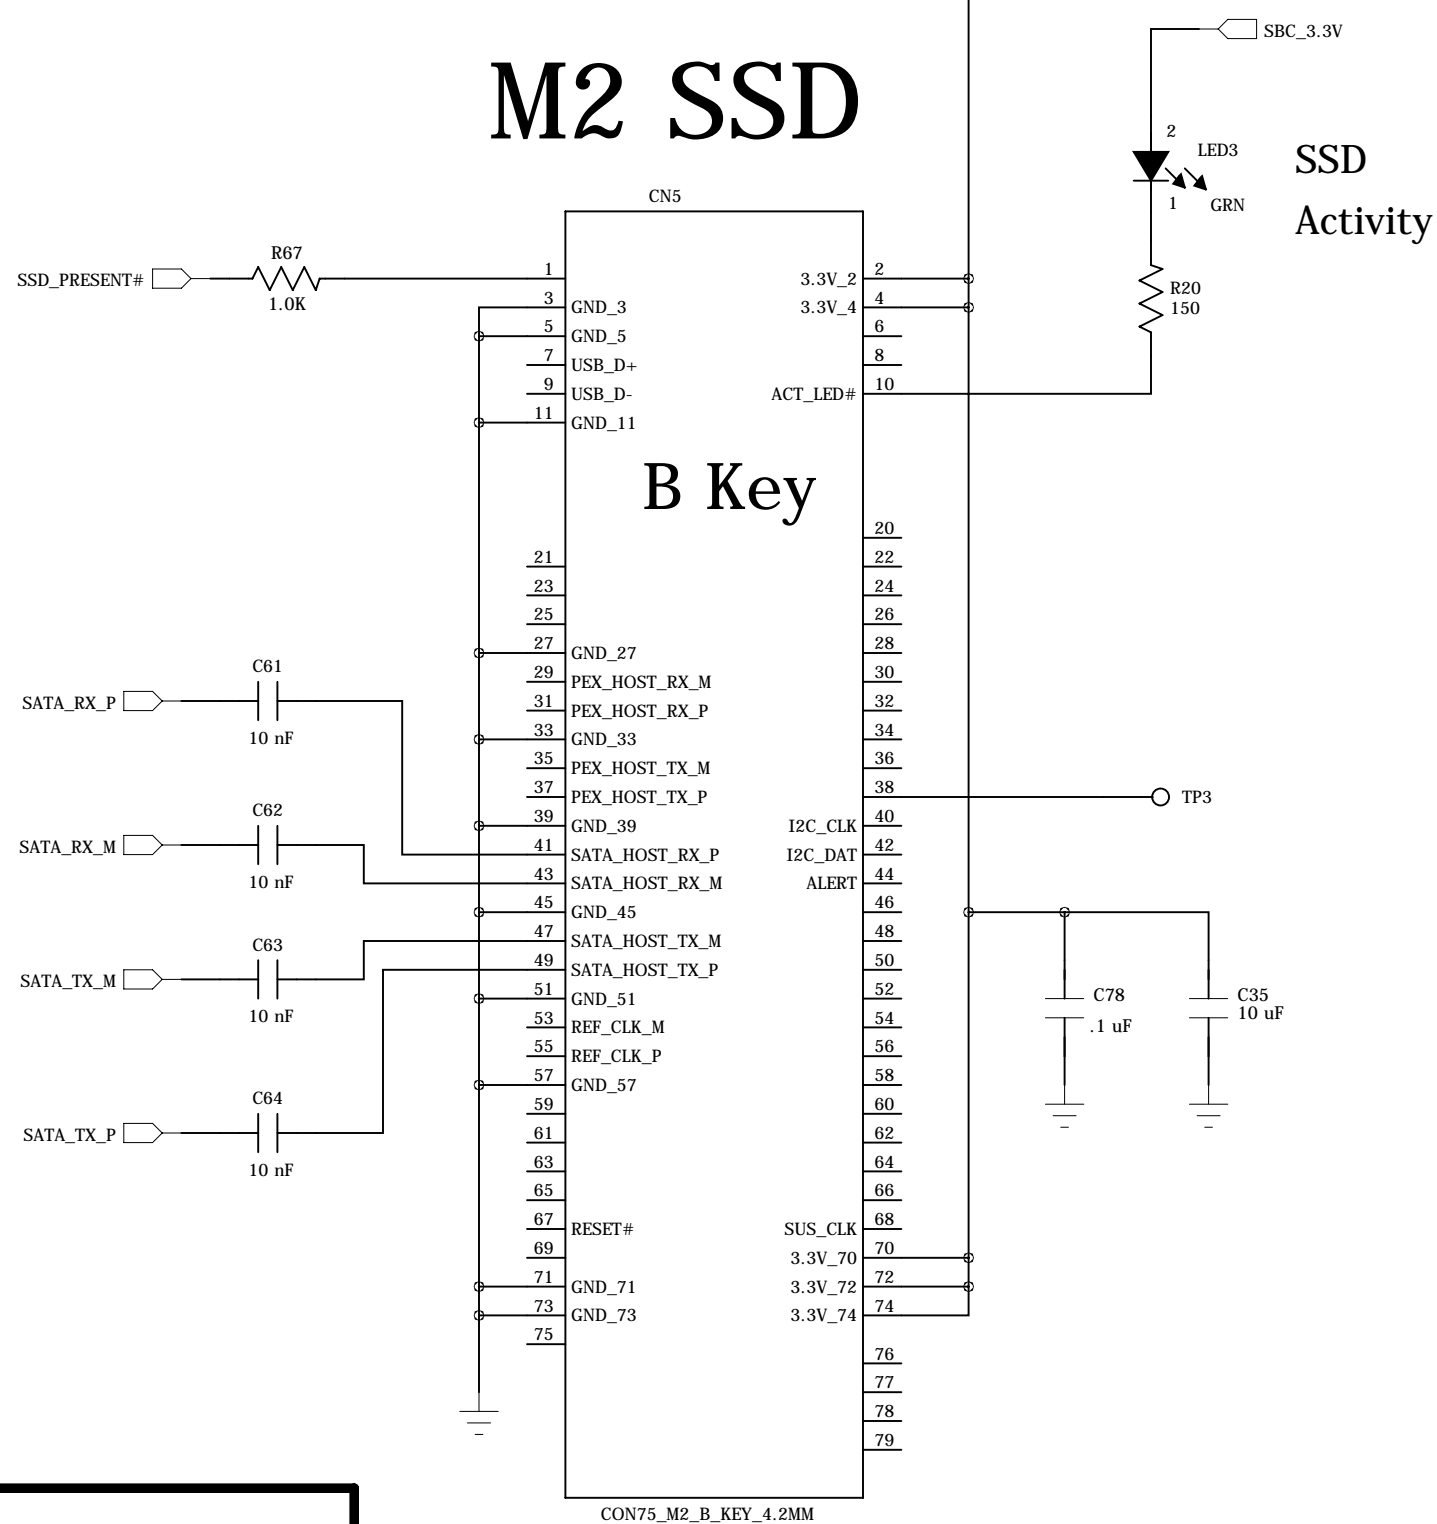 SBC_3.3V
M2 SSD
2
LED3
SSD
1
GRN
Activity
CN5
R67
SSD_PRESENT#
1.0K
1
3.3V_2
2
R20
150
3
GND_3
3.3V_4
4
5
GND_5
6
7
USB_D+
8
9
USB_D-
ACT_LED#
10
11
GND_11
B Key
20
21
22
23
24
25
26
27
GND_27
28
C61
29
PEX_HOST_RX_M
30
SATA_RX_P
31
PEX_HOST_RX_P
32
10 nF
33
GND_33
34
35
PEX_HOST_TX_M
36
37
PEX_HOST_TX_P
38
TP3
C62
39
GND_39
I2C_CLK
40
SATA_RX_M
41
SATA_HOST_RX_P
I2C_DAT
42
10 nF
43
SATA_HOST_RX_M
ALERT
44
45
GND_45
46
C63
47
SATA_HOST_TX_M
48
SATA_TX_M
49
SATA_HOST_TX_P
50
10 nF
51
GND_51
52
C78
.1 uF
C35
10 uF
53
REF_CLK_M
54
55
REF_CLK_P
56
57
GND_57
58
C64
59
60
SATA_TX_P
61
62
10 nF
63
64
65
66
67
RESET#
SUS_CLK
68
69
3.3V_70
70
71
GND_71
3.3V_72
72
73
GND_73
3.3V_74
74
75
76
77
78
79
CON75_M2_B_KEY_4.2MM